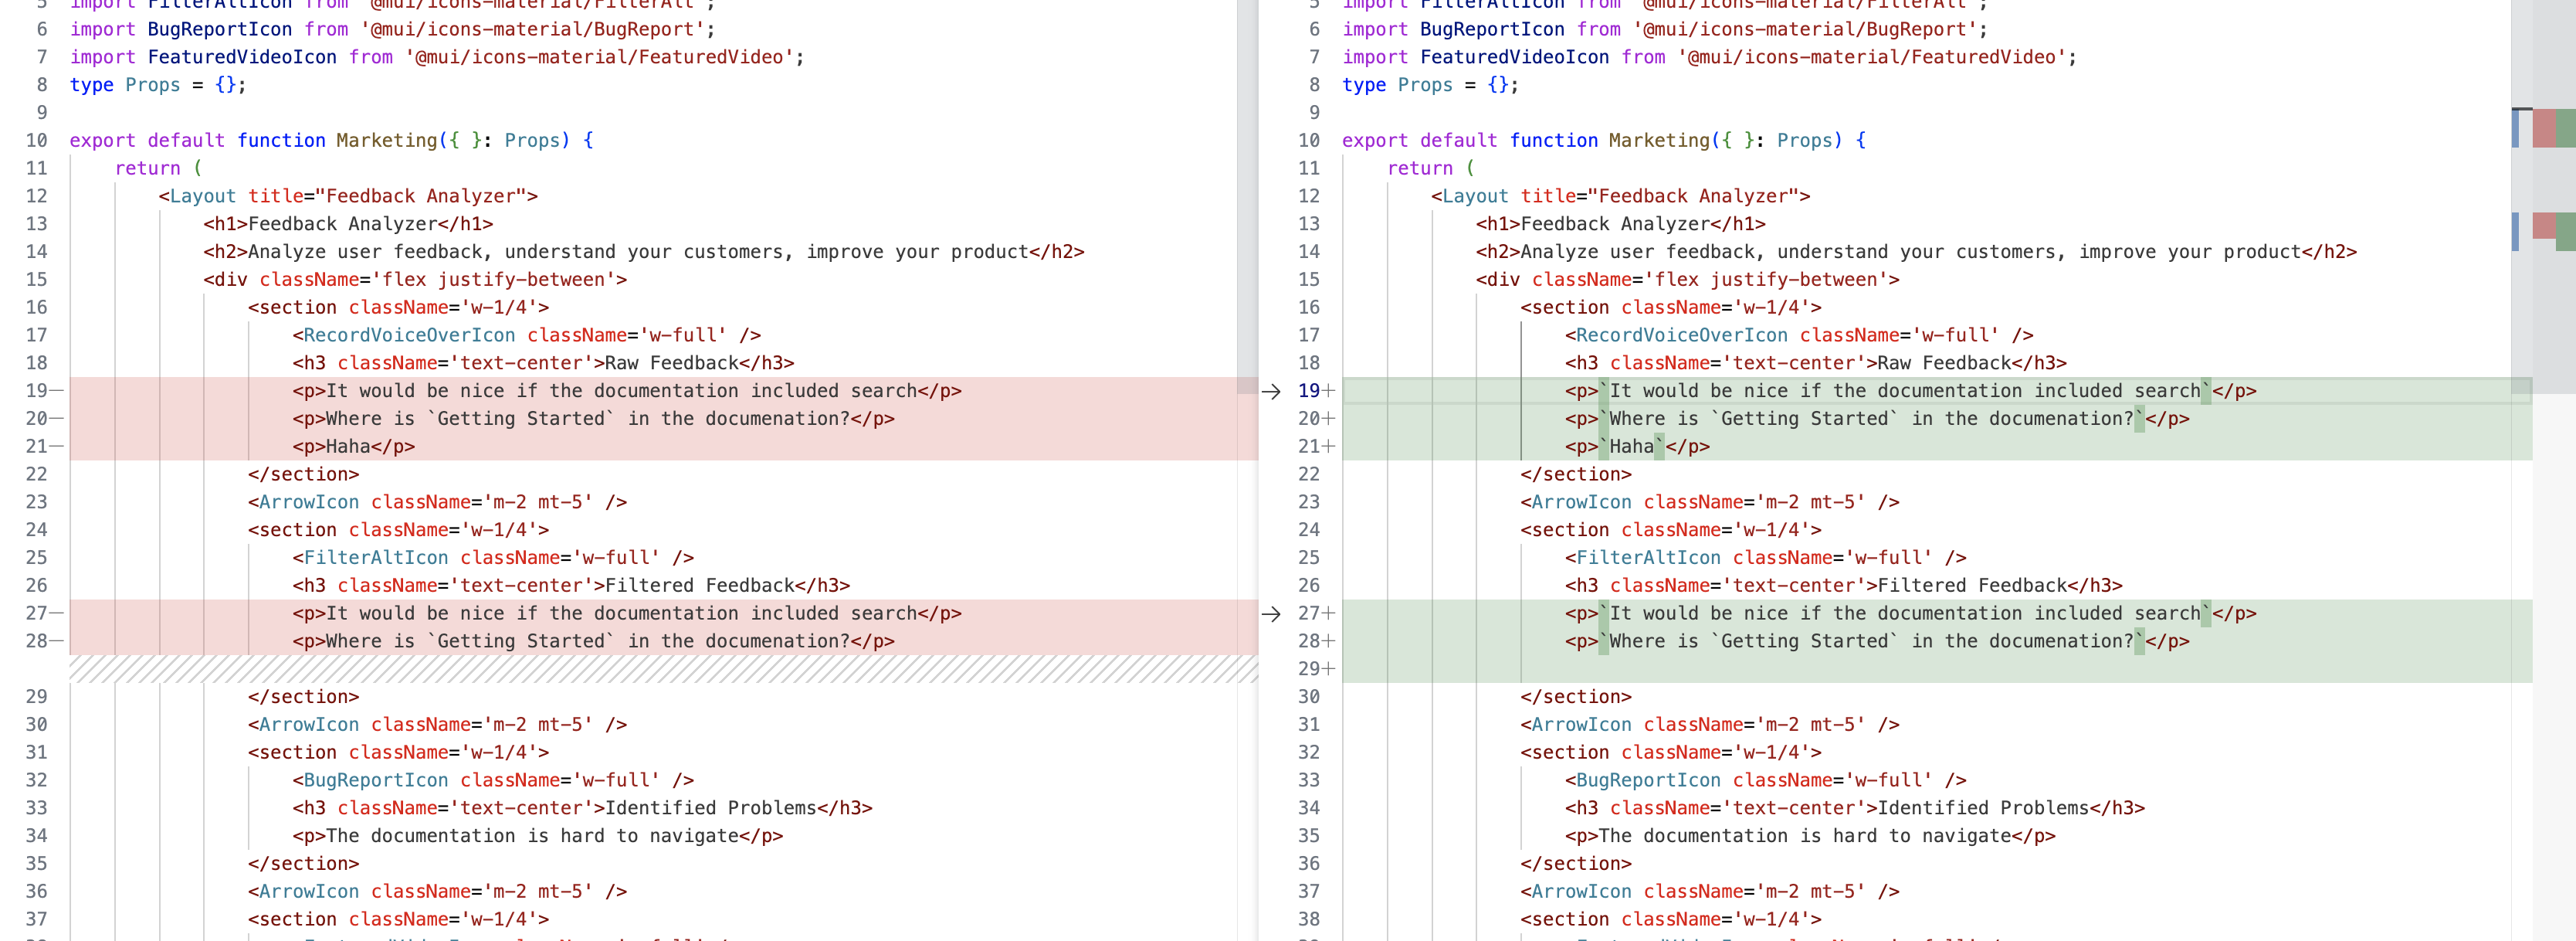 5 import FilterAltIcon from '@mui/icons-material/FilterAlt';
6 import BugReportIcon from '@mui/icons-material/BugReport';
7 import FeaturedVideoIcon from '@mui/icons-material/FeaturedVideo';
8 type Props = {};
9
10 export default function Marketing({ }: Props) {
11 return (
12 <Layout title="Feedback Analyzer">
13 <h1>Feedback Analyzer</h1>
14 <h2>Analyze user feedback, understand your customers, improve your product</h2>
15 <div className='flex justify-between'>
16 <section className='w-1/4'>
17 <RecordVoiceOverIcon className='w-full' />
18 <h3 className='text-center'>Raw Feedback</h3>
19— <p>It would be nice if the documentation included search</p>
20— <p>Where is `Getting Started` in the documenation?</p>
21— <p>Haha</p>
22 </section>
23 <ArrowIcon className='m-2 mt-5' />
24 <section className='w-1/4'>
25 <FilterAltIcon className='w-full' />
26 <h3 className='text-center'>Filtered Feedback</h3>
27— <p>It would be nice if the documentation included search</p>
28— <p>Where is `Getting Started` in the documenation?</p>
29 </section>
30 <ArrowIcon className='m-2 mt-5' />
31 <section className='w-1/4'>
32 <BugReportIcon className='w-full' />
33 <h3 className='text-center'>Identified Problems</h3>
34 <p>The documentation is hard to navigate</p>
35 </section>
36 <ArrowIcon className='m-2 mt-5' />
37 <section className='w-1/4'>
5 import FilterAltIcon from '@mui/icons-material/FilterAlt';
6 import BugReportIcon from '@mui/icons-material/BugReport';
7 import FeaturedVideoIcon from '@mui/icons-material/FeaturedVideo';
8 type Props = {};
9
10 export default function Marketing({ }: Props) {
11 return (
12 <Layout title="Feedback Analyzer">
13 <h1>Feedback Analyzer</h1>
14 <h2>Analyze user feedback, understand your customers, improve your product</h2>
15 <div className='flex justify-between'>
16 <section className='w-1/4'>
17 <RecordVoiceOverIcon className='w-full' />
18 <h3 className='text-center'>Raw Feedback</h3>
→ 19+ <p>`It would be nice if the documentation included search`</p>
20+ <p>`Where is `Getting Started` in the documenation?`</p>
21+ <p>`Haha`</p>
22 </section>
23 <ArrowIcon className='m-2 mt-5' />
24 <section className='w-1/4'>
25 <FilterAltIcon className='w-full' />
26 <h3 className='text-center'>Filtered Feedback</h3>
→ 27+ <p>`It would be nice if the documentation included search`</p>
28+ <p>`Where is `Getting Started` in the documenation?`</p>
29+
30 </section>
31 <ArrowIcon className='m-2 mt-5' />
32 <section className='w-1/4'>
33 <BugReportIcon className='w-full' />
34 <h3 className='text-center'>Identified Problems</h3>
35 <p>The documentation is hard to navigate</p>
36 </section>
37 <ArrowIcon className='m-2 mt-5' />
38 <section className='w-1/4'>